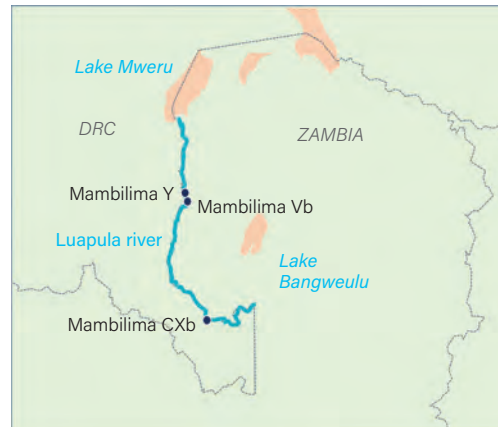 Lake Mweru
DRC
ZAMBIA
Mambilima Y
Mambilima Vb
Luapula river
Lake
Bangweulu
Mambilima CXb